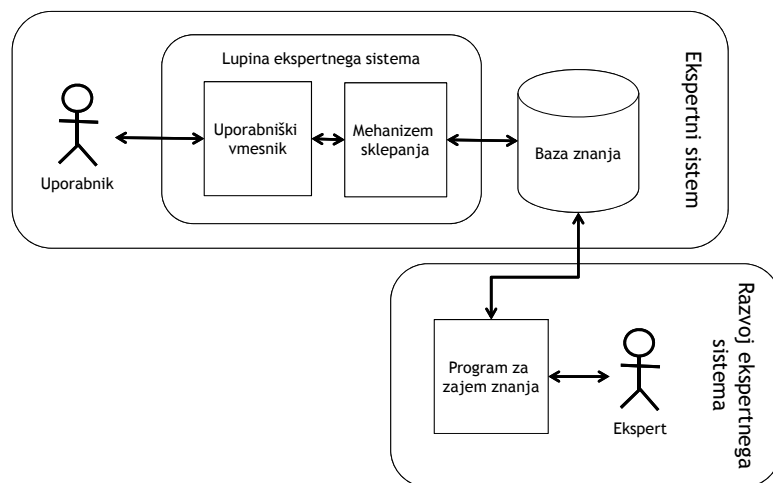 Lupina ekspertnega sistema
Uporabnik
Uporabniški
vmesnik
Mehanizem
sklepanja
Baza znanja
Ekspertni sistem
Program za
zajem znanja
Ekspert
Razvoj ekspertnega
sistema